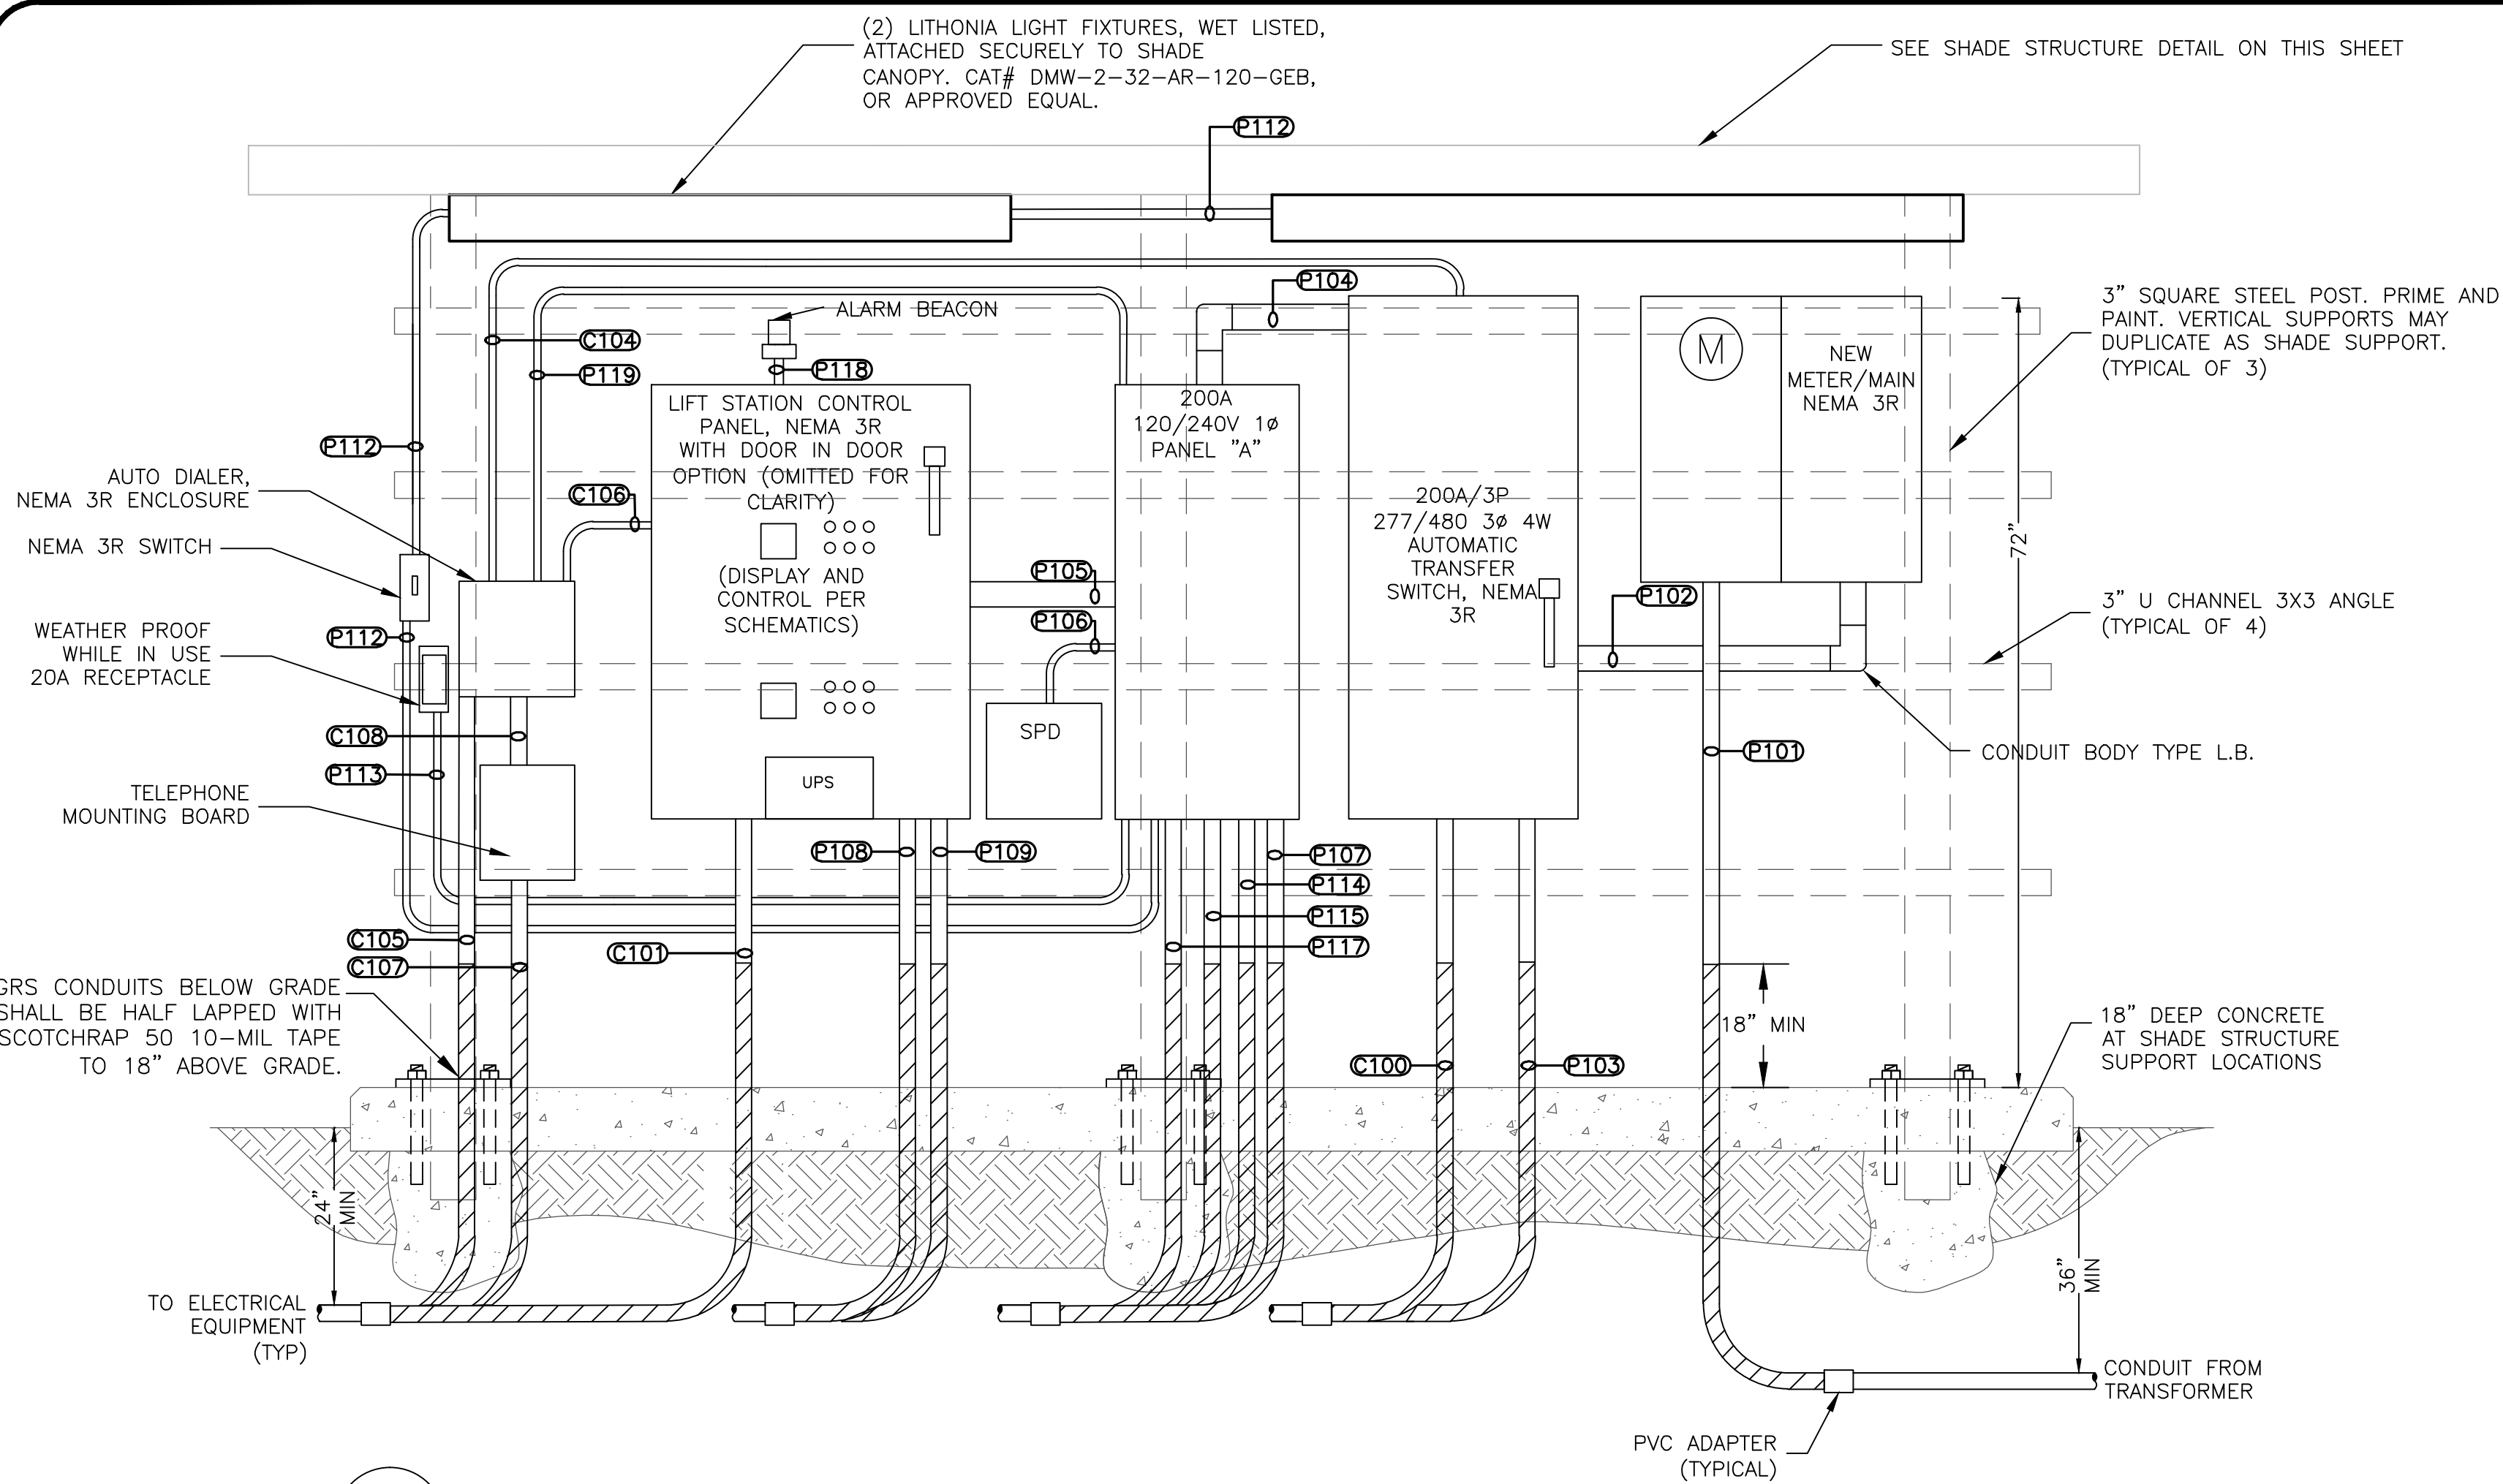 (2) LITHONIA LIGHT FIXTURES, WET LISTED,
ATTACHED SECURELY TO SHADE
CANOPY. CAT# DMW-2-32-AR-120-GEB,
OR APPROVED EQUAL.
SEE SHADE STRUCTURE DETAIL ON THIS SHEET
P112
P104
ALARM BEACON
C104
P119
P118
3" SQUARE STEEL POST. PRIME AND
PAINT. VERTICAL SUPPORTS MAY
DUPLICATE AS SHADE SUPPORT.
(TYPICAL OF 3)
M
NEW
METER/MAIN
NEMA 3R
LIFT STATION CONTROL
PANEL, NEMA 3R
WITH DOOR IN DOOR
OPTION (OMITTED FOR
CLARITY)
(DISPLAY AND
CONTROL PER
SCHEMATICS)
200A
120/240V 1ø
PANEL "A"
200A/3P
277/480 3ø 4W
AUTOMATIC
TRANSFER
SWITCH, NEMA
3R
P112
AUTO DIALER,
NEMA 3R ENCLOSURE
C106
NEMA 3R SWITCH
72"
P105
P106
P102
3" U CHANNEL 3X3 ANGLE
(TYPICAL OF 4)
WEATHER PROOF
WHILE IN USE
20A RECEPTACLE
P112
C108
P113
SPD
UPS
P101
CONDUIT BODY TYPE L.B.
TELEPHONE
MOUNTING BOARD
P108
P109
P107
P114
P115
P117
C105
C107
C101
GRS CONDUITS BELOW GRADE
SHALL BE HALF LAPPED WITH
SCOTCHRAP 50 10-MIL TAPE
TO 18" ABOVE GRADE.
18" MIN
C100
P103
18" DEEP CONCRETE
AT SHADE STRUCTURE
SUPPORT LOCATIONS
24"
MIN
36"
MIN
TO ELECTRICAL
EQUIPMENT
(TYP)
CONDUIT FROM
TRANSFORMER
PVC ADAPTER
(TYPICAL)